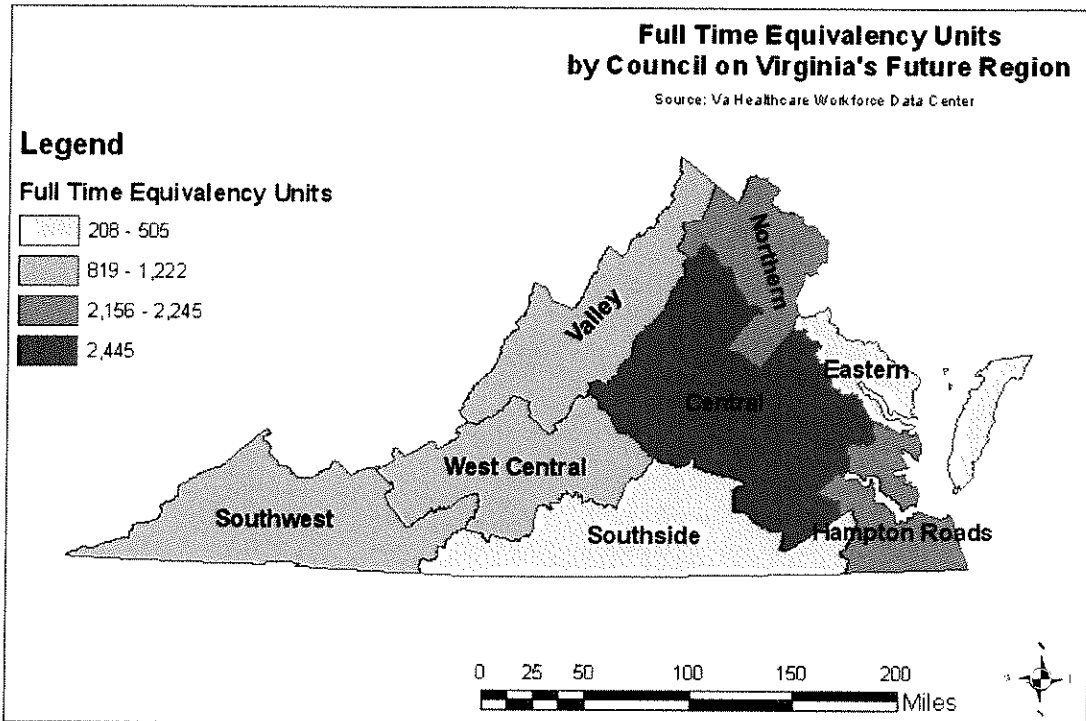 Full Time Equivalency Units
by Council on Virginia's Future Region
Source: Va Healthcare Workforce Data Center
Legend
Full Time Equivalency Units
208 - 505
819 - 1,222
2,156 - 2,245
2,445
Northern
Valley
Eastern
Central
West Central
Southwest
Southside
Hampton Roads
0 25 50 100 150 200
Miles